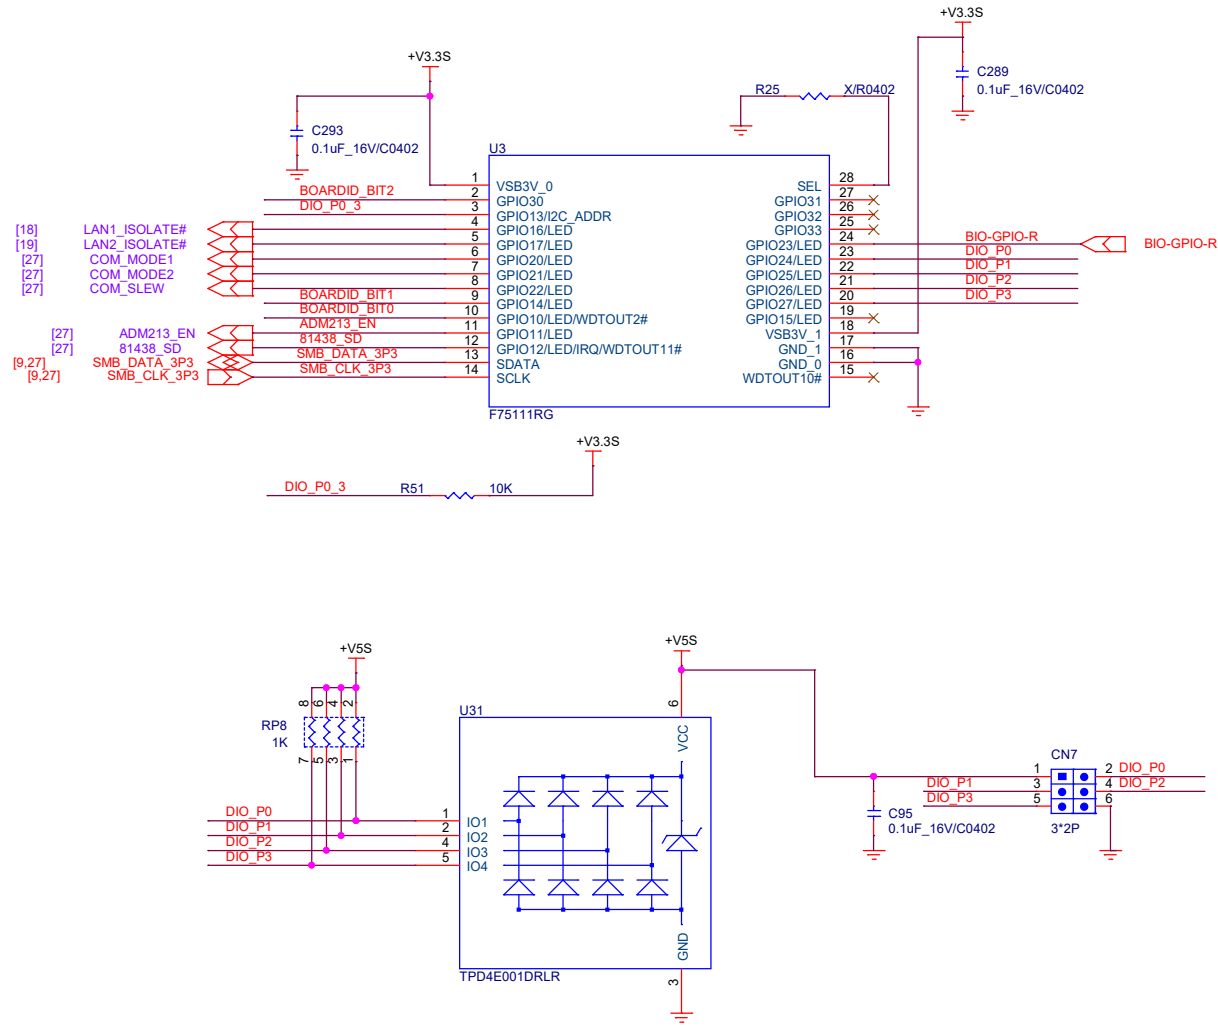 +V3.3S
+V3.3S
C289
0.1uF_16V/C0402
R25 X/R0402
C293
0.1uF_16V/C0402
U3
1 VSB3V_0
BOARDID_BIT2 2 GPIO30
DIO_P0_3 3 GPIO13/I2C_ADDR
[18] LAN1_ISOLATE# 4 GPIO16/LED
[19] LAN2_ISOLATE# 5 GPIO17/LED
[27] COM_MODE1 6 GPIO20/LED
[27] COM_MODE2 7 GPIO21/LED
[27] COM_SLEW 8 GPIO22/LED
BOARDID_BIT1 9 GPIO14/LED
BOARDID_BIT0 10 GPIO10/LED/WDTOUT2#
[27] ADM213_EN ADM213_EN 11 GPIO11/LED
[27] 81438_SD 81438_SD 12 GPIO12/LED/IRQ/WDTOUT11#
[9,27] SMB_DATA_3P3 SMB_DATA_3P3 13 SDATA
[9,27] SMB_CLK_3P3 SMB_CLK_3P3 14 SCLK
SEL 28
GPIO31 27
GPIO32 26
GPIO33 25
GPIO23/LED 24 BIO-GPIO-R BIO-GPIO-R
GPIO24/LED 23 DIO_P0
GPIO25/LED 22 DIO_P1
GPIO26/LED 21 DIO_P2
GPIO27/LED 20 DIO_P3
GPIO15/LED 19
VSB3V_1 18
GND_1 17
GND_0 16
WDTOUT10# 15
F75111RG
+V3.3S
DIO_P0_3 R51 10K
+V5S
8 6 4 2
RP8
1K
7 5 3 1
+V5S
U31
6
VCC
DIO_P0 1 IO1
DIO_P1 2 IO2
DIO_P2 4 IO3
DIO_P3 5 IO4
GND
3
TPD4E001DRLR
C95
0.1uF_16V/C0402
CN7
1 2 DIO_P0
DIO_P1 3 4 DIO_P2
DIO_P3 5 6
3*2P